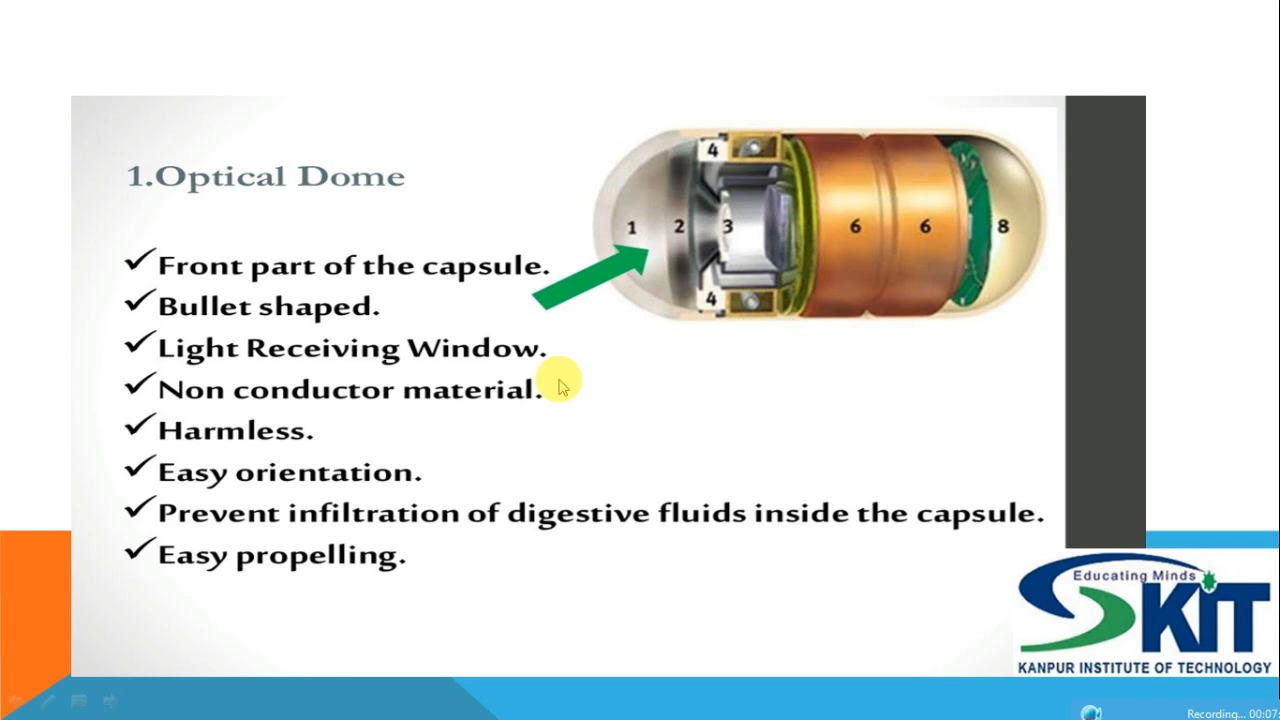 1.Optical Dome
✓Front part of the capsule.
✓Bullet shaped.
✓Light Receiving Window.
✓Non conductor material.
✓Harmless.
✓Easy orientation.
✓Prevent infiltration of digestive fluids inside the capsule.
✓Easy propelling.
4
1 2 3 6 6 8
4
Educating Minds
SKIT
KANPUR INSTITUTE OF TECHNOLOGY
Recording... 00:07: